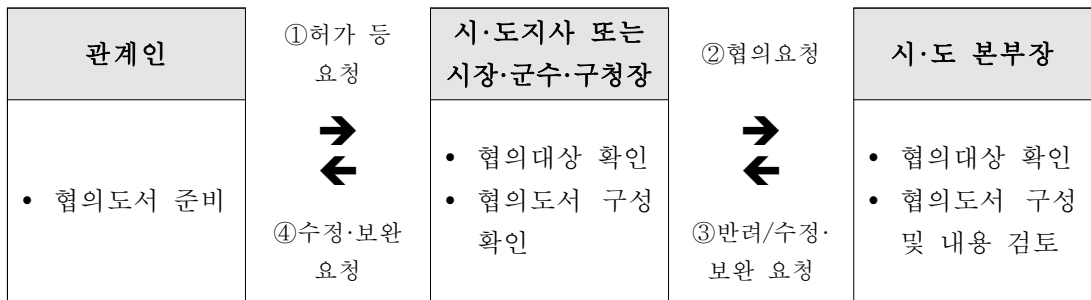 관계인
• 협의도서 준비
①허가 등
요청
④수정·보완
요청
시·도지사 또는
시장·군수·구청장
• 협의대상 확인
• 협의도서 구성
확인
②협의요청
③반려/수정·
보완 요청
시·도 본부장
• 협의대상 확인
• 협의도서 구성
및 내용 검토